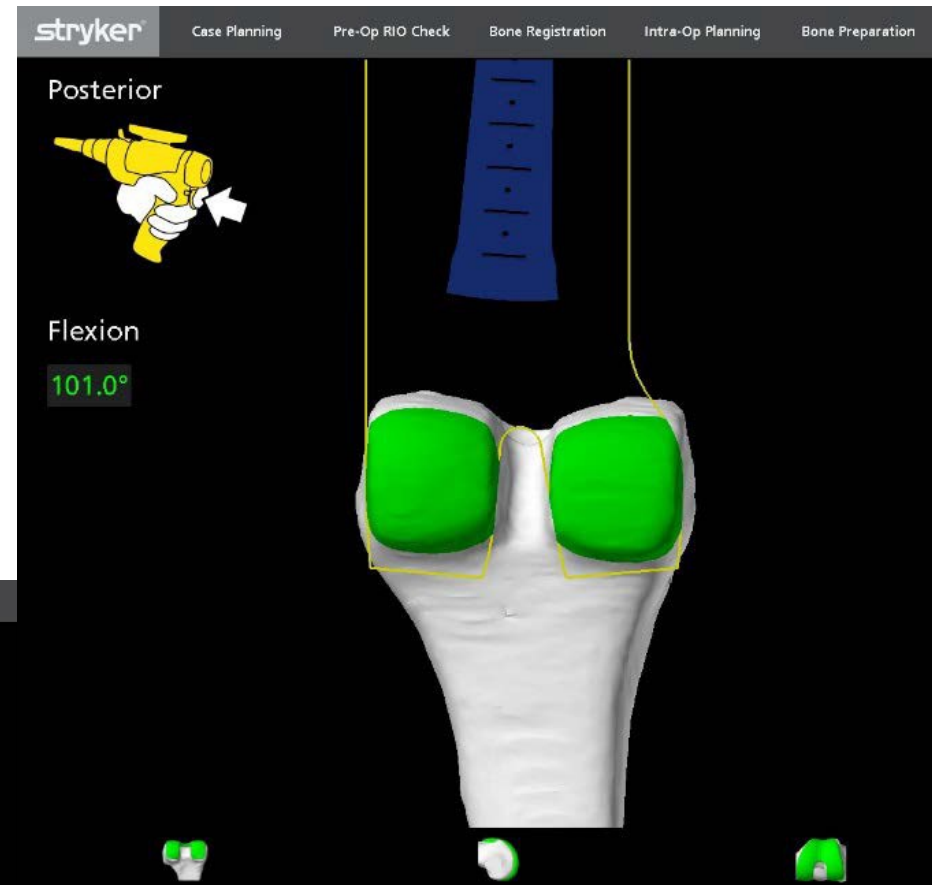 stryker
Case Planning
Pre-Op RIO Check
Bone Registration
Intra-Op Planning
Bone Preparation
Posterior
Flexion
101.0°